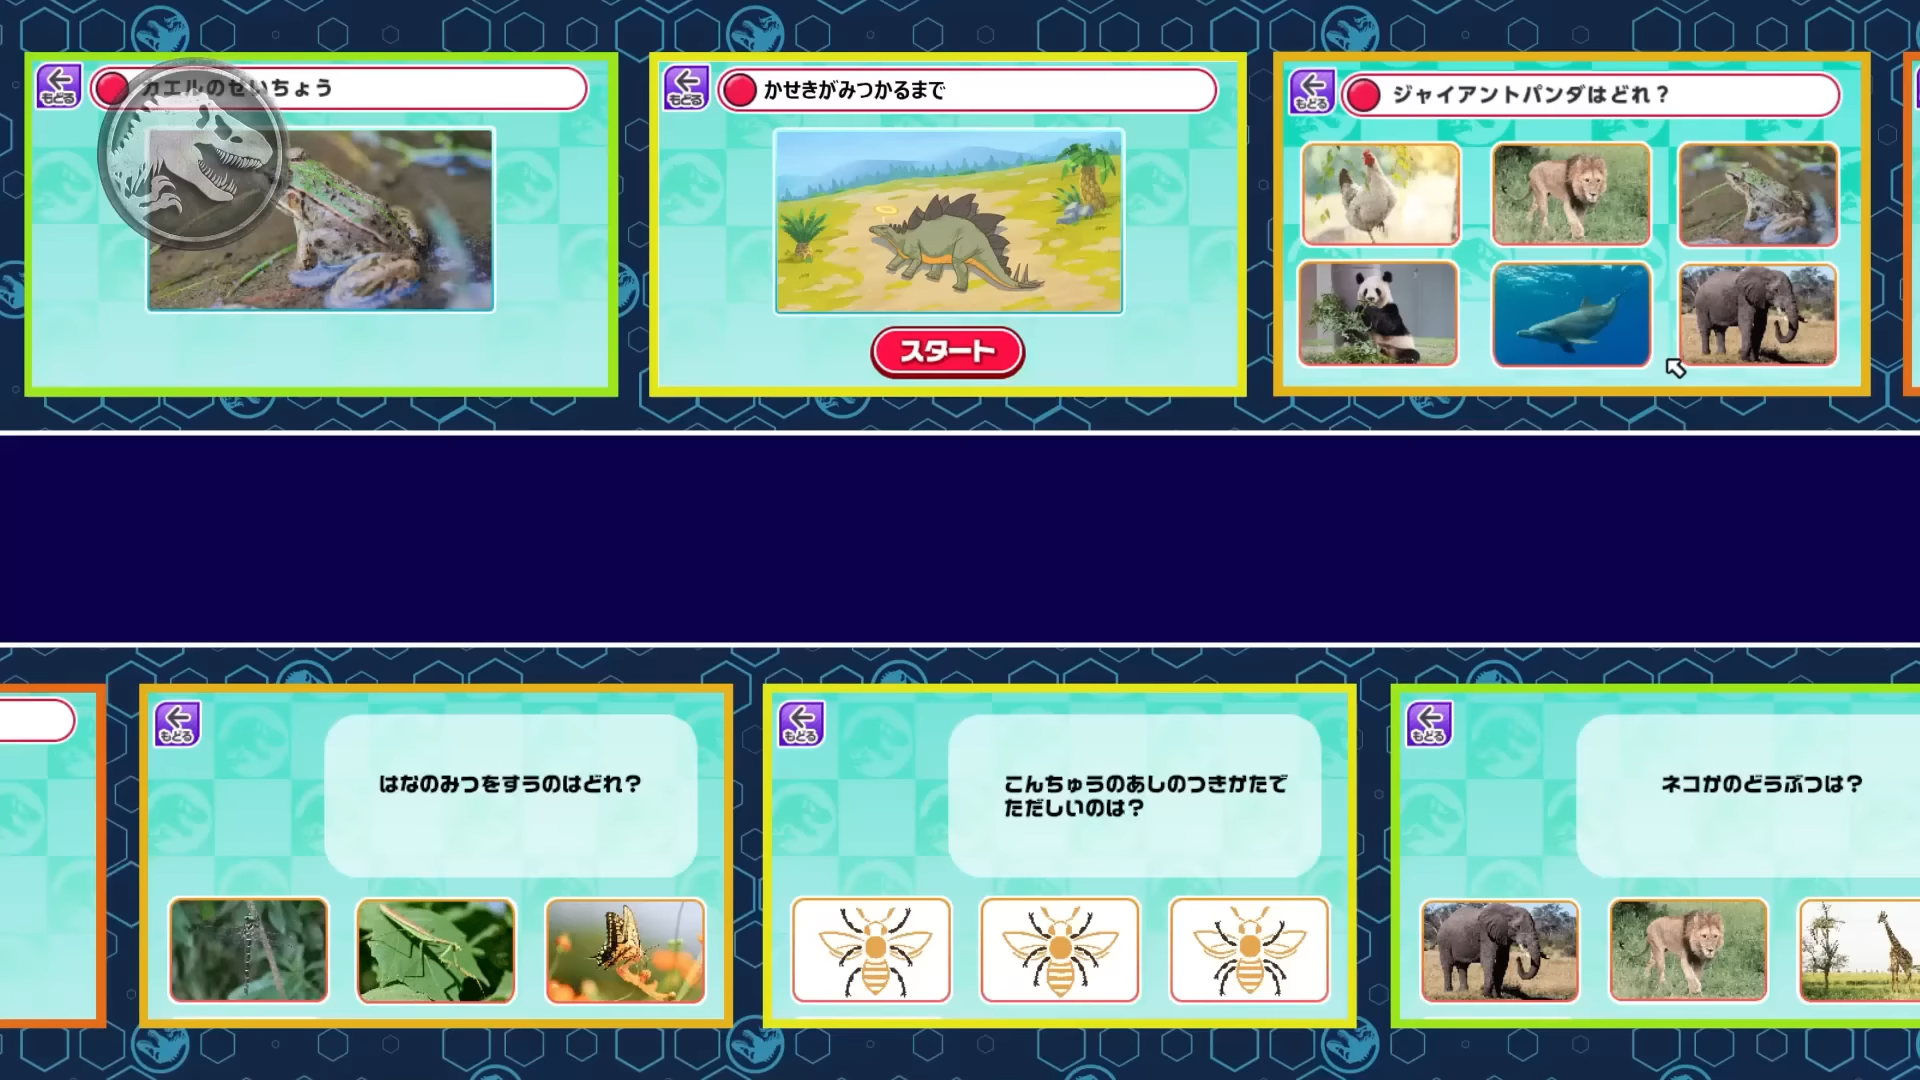 もどる
カエルのせいちょう
もどる
かせきがみつかるまで
スタート
もどる
ジャイアントパンダはどれ？
もどる
はなのみつをすうのはどれ？
もどる
こんちゅうのあしのつきかたで
ただしいのは？
もどる
ネコかのどうぶつは？